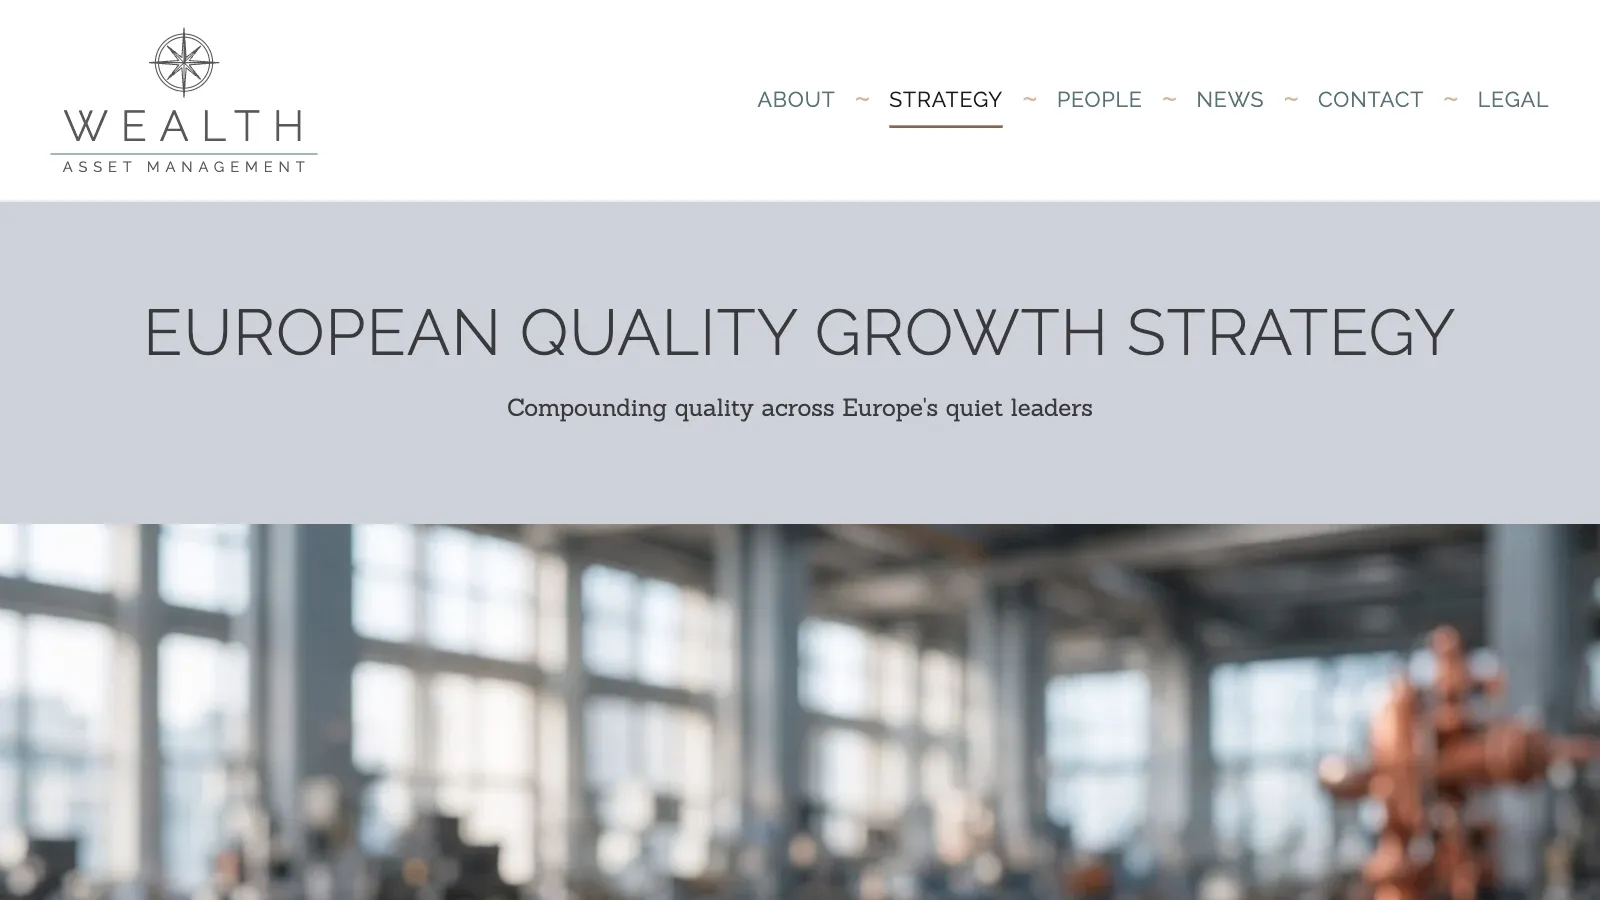 WEALTH
ASSET MANAGEMENT
ABOUT ~ STRATEGY ~ PEOPLE ~ NEWS ~ CONTACT ~ LEGAL
EUROPEAN QUALITY GROWTH STRATEGY
Compounding quality across Europe's quiet leaders